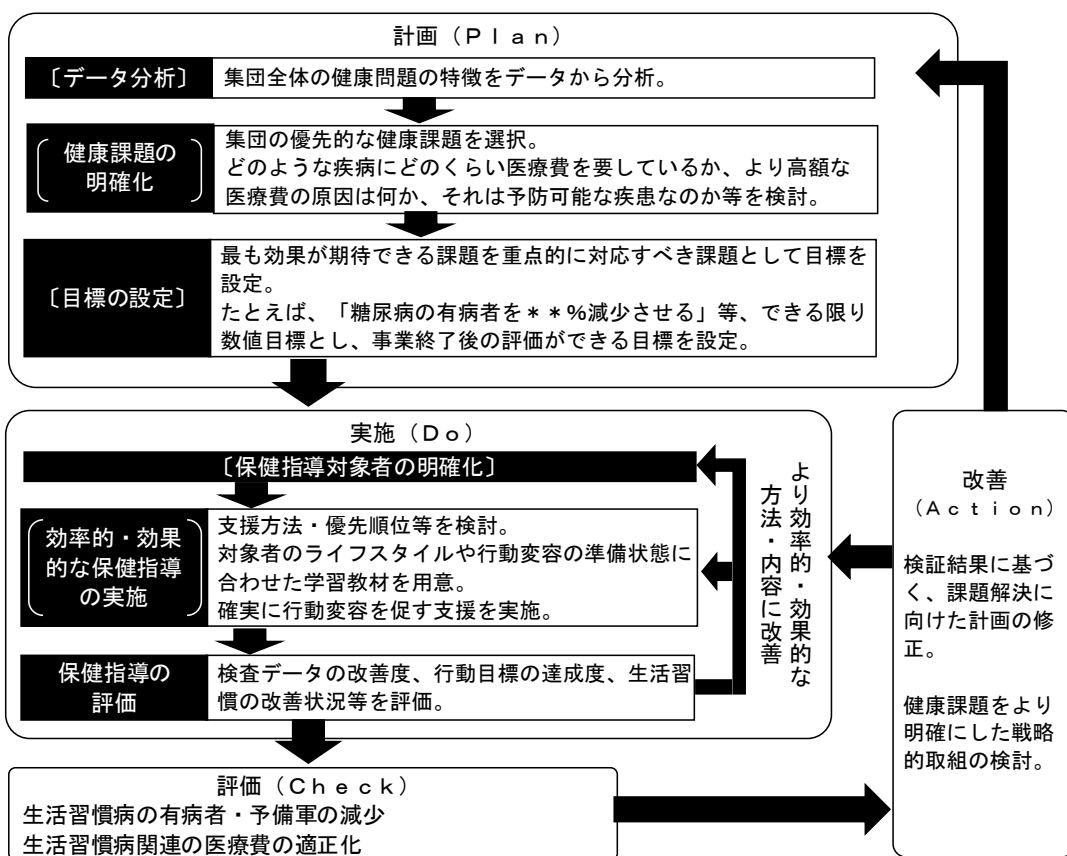 計画（Plan）
〔データ分析〕
集団全体の健康問題の特徴をデータから分析。
健康課題の
明確化
集団の優先的な健康課題を選択。
どのような疾病にどのくらい医療費を要しているか、より高額な
医療費の原因は何か、それは予防可能な疾患なのか等を検討。
〔目標の設定〕
最も効果が期待できる課題を重点的に対応すべき課題として目標を
設定。
たとえば、「糖尿病の有病者を＊＊％減少させる」等、できる限り
数値目標とし、事業終了後の評価ができる目標を設定。
実施（Do）
〔保健指導対象者の明確化〕
効率的・効果
的な保健指導
の実施
支援方法・優先順位等を検討。
対象者のライフスタイルや行動変容の準備状態に
合わせた学習教材を用意。
確実に行動変容を促す支援を実施。
保健指導の
評価
検査データの改善度、行動目標の達成度、生活習
慣の改善状況等を評価。
より効率的・効果的な
方法・内容に改善
評価（Check）
生活習慣病の有病者・予備軍の減少
生活習慣病関連の医療費の適正化
改善
（Action）
検証結果に基づ
く、課題解決に
向けた計画の修
正。
健康課題をより
明確にした戦略
的取組の検討。